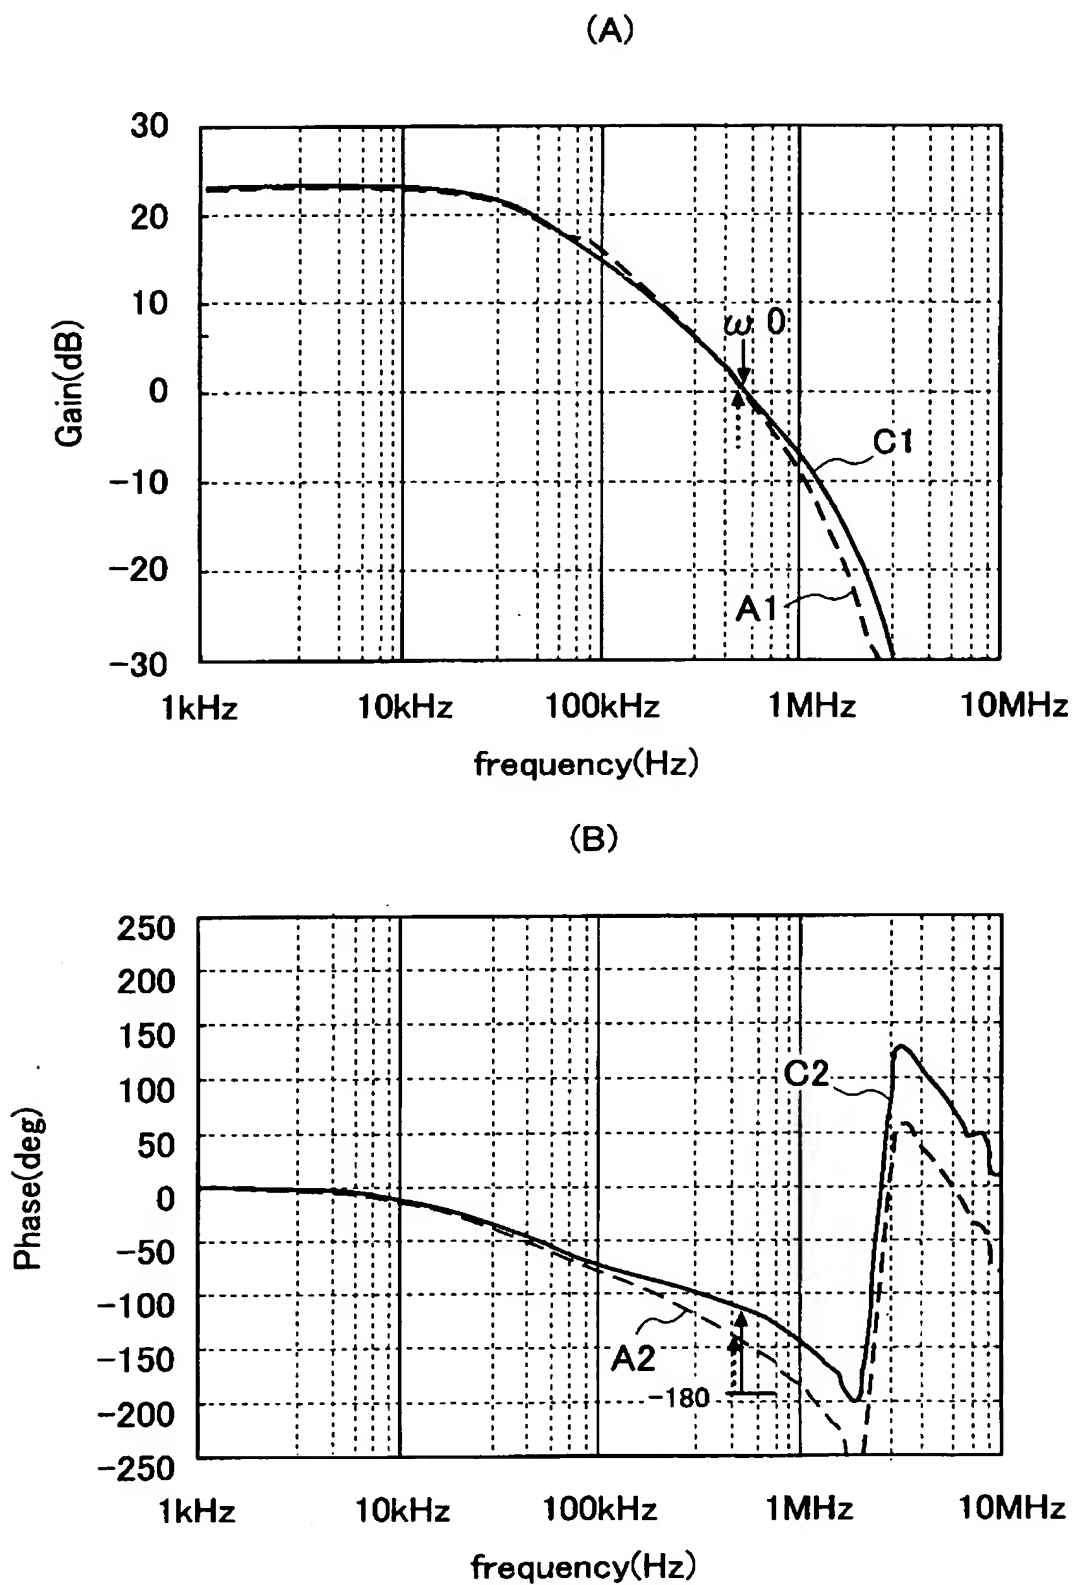 (A)
30
20
10
0
-10
-20
-30
Gain(dB)
ω 0
C1
A1
1kHz
10kHz
100kHz
1MHz
10MHz
frequency(Hz)
(B)
250
200
150
100
50
0
-50
-100
-150
-200
-250
Phase(deg)
C2
A2
-180
1kHz
10kHz
100kHz
1MHz
10MHz
frequency(Hz)